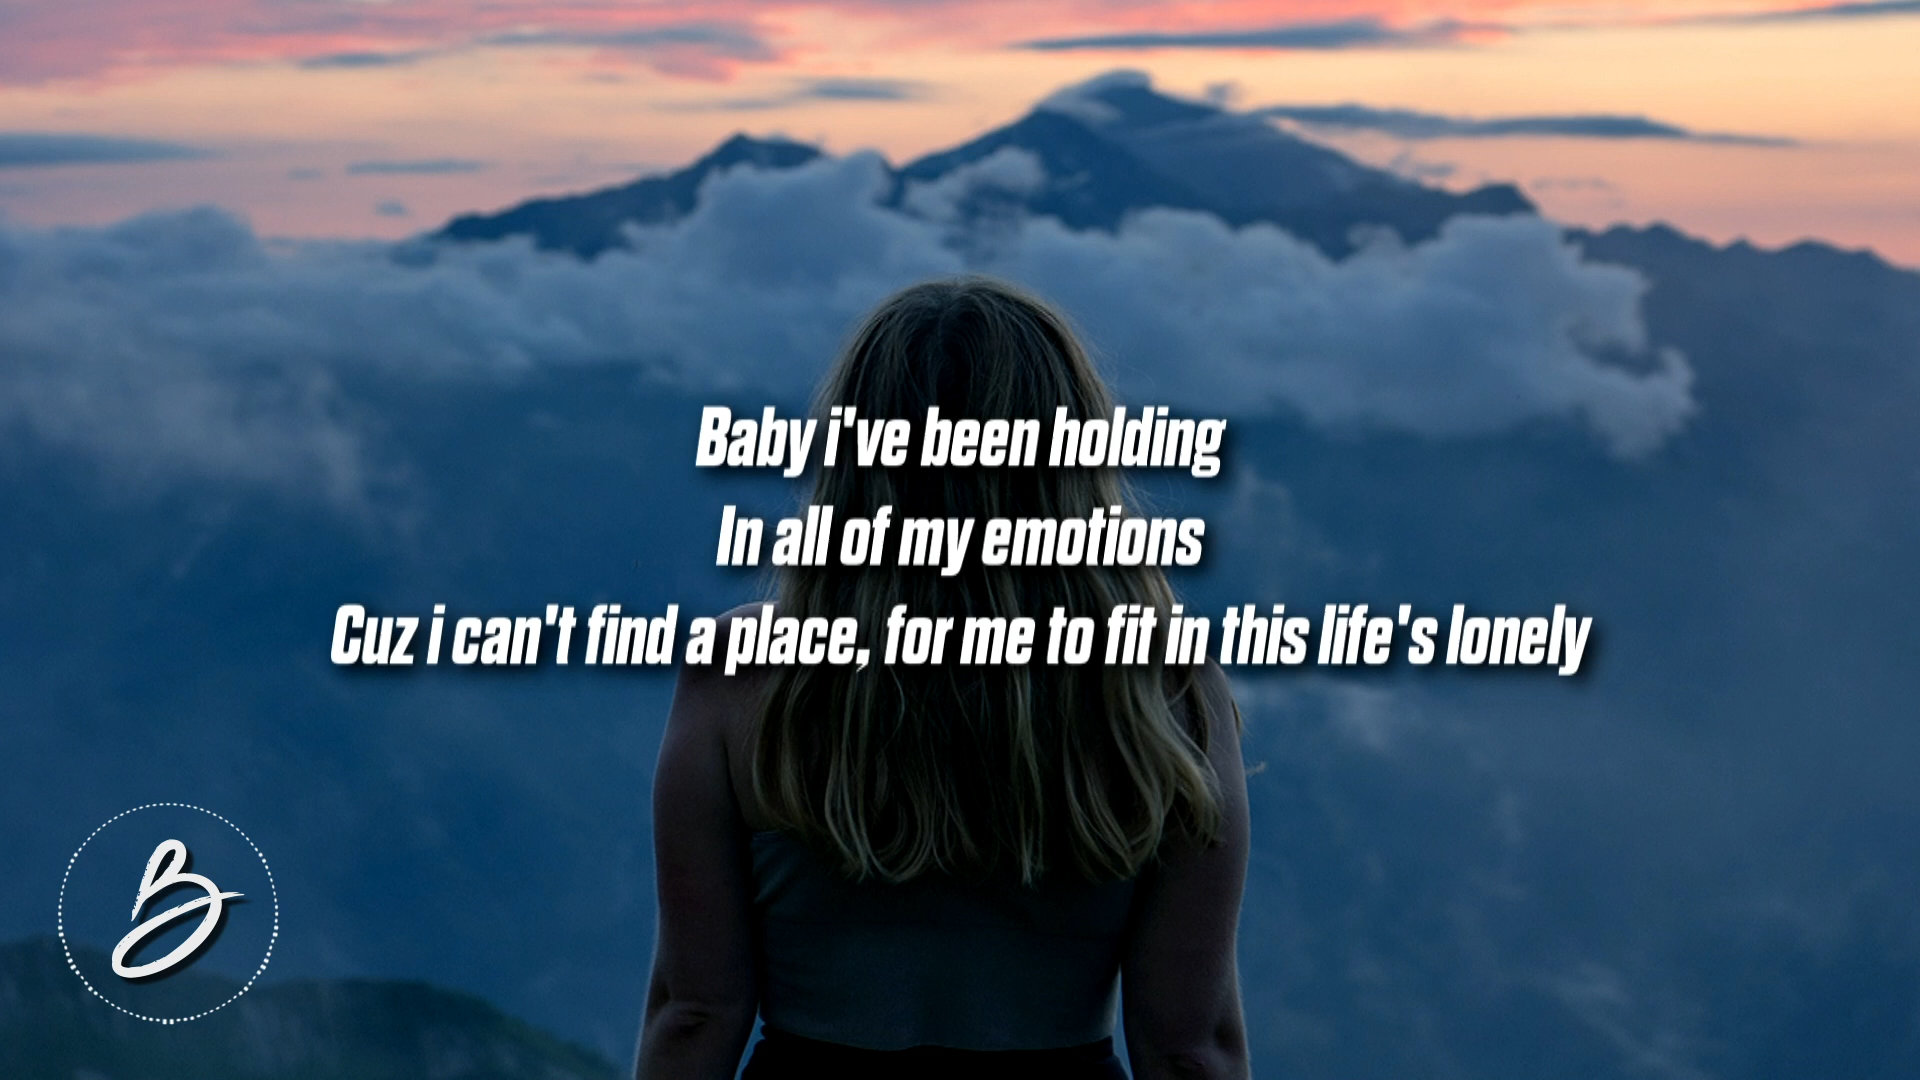 Baby i've been holding
In all of my emotions
Cuz i can't find a place, for me to fit in this life's lonely
B